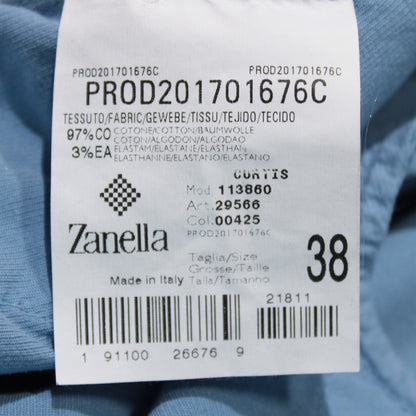 PROD201701676C PROD201701676C
PROD201701676C
TESSUTO/FABRIC/GEWEBE/TISSU/TEJIDO/TECIDO
97%CO COTONE/COTTON/BAUMWOLLE
COTON/ALGODON/ALGODAO
3%EA ELASTAM/ELASTANE/ELASTHAN
ELASTHANNE/ELASTANO/ELASTANO
CURTIS
Mod. 113860
Art. 29566
Col. 00425
PROD201701676C
Zanella
Taglia/Size
Grosse/Taille
Talla/Tamanho
38
Made in Italy
21811
1 91100 26676 9